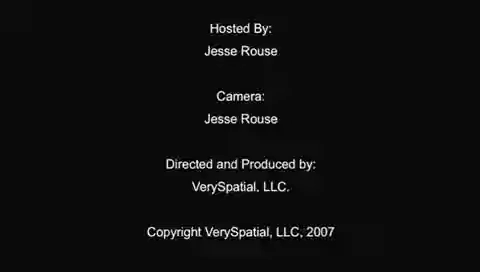 Hosted By:
Jesse Rouse
Camera:
Jesse Rouse
Directed and Produced by:
VerySpatial, LLC.
Copyright VerySpatial, LLC, 2007